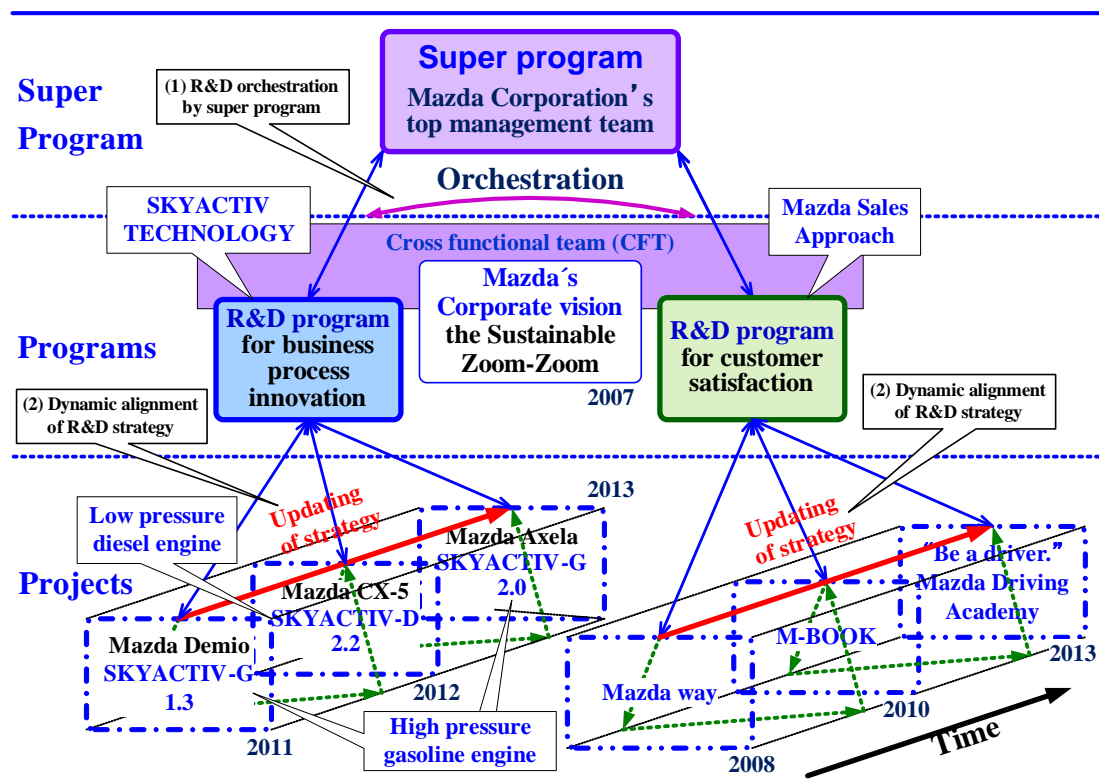 Super program
Mazda Corporation's
top management team
(1) R&D orchestration
by super program
Super
Program
Orchestration
SKYACTIV
TECHNOLOGY
Mazda Sales
Approach
Cross functional team (CFT)
Mazda´s
Corporate vision
the Sustainable
Zoom-Zoom
2007
R&D program
for business
process
innovation
R&D program
for customer
satisfaction
Programs
(2) Dynamic alignment
of R&D strategy
(2) Dynamic alignment
of R&D strategy
Projects
Low pressure
diesel engine
Updating
of strategy
2013
Mazda Axela
SKYACTIV-G
2.0
Mazda CX-5
SKYACTIV-D
2.2
2012
Mazda Demio
SKYACTIV-G
1.3
2011
High pressure
gasoline engine
Updating
of strategy
“Be a driver.”
Mazda Driving
Academy
2013
M-BOOK
2010
Mazda way
2008
Time